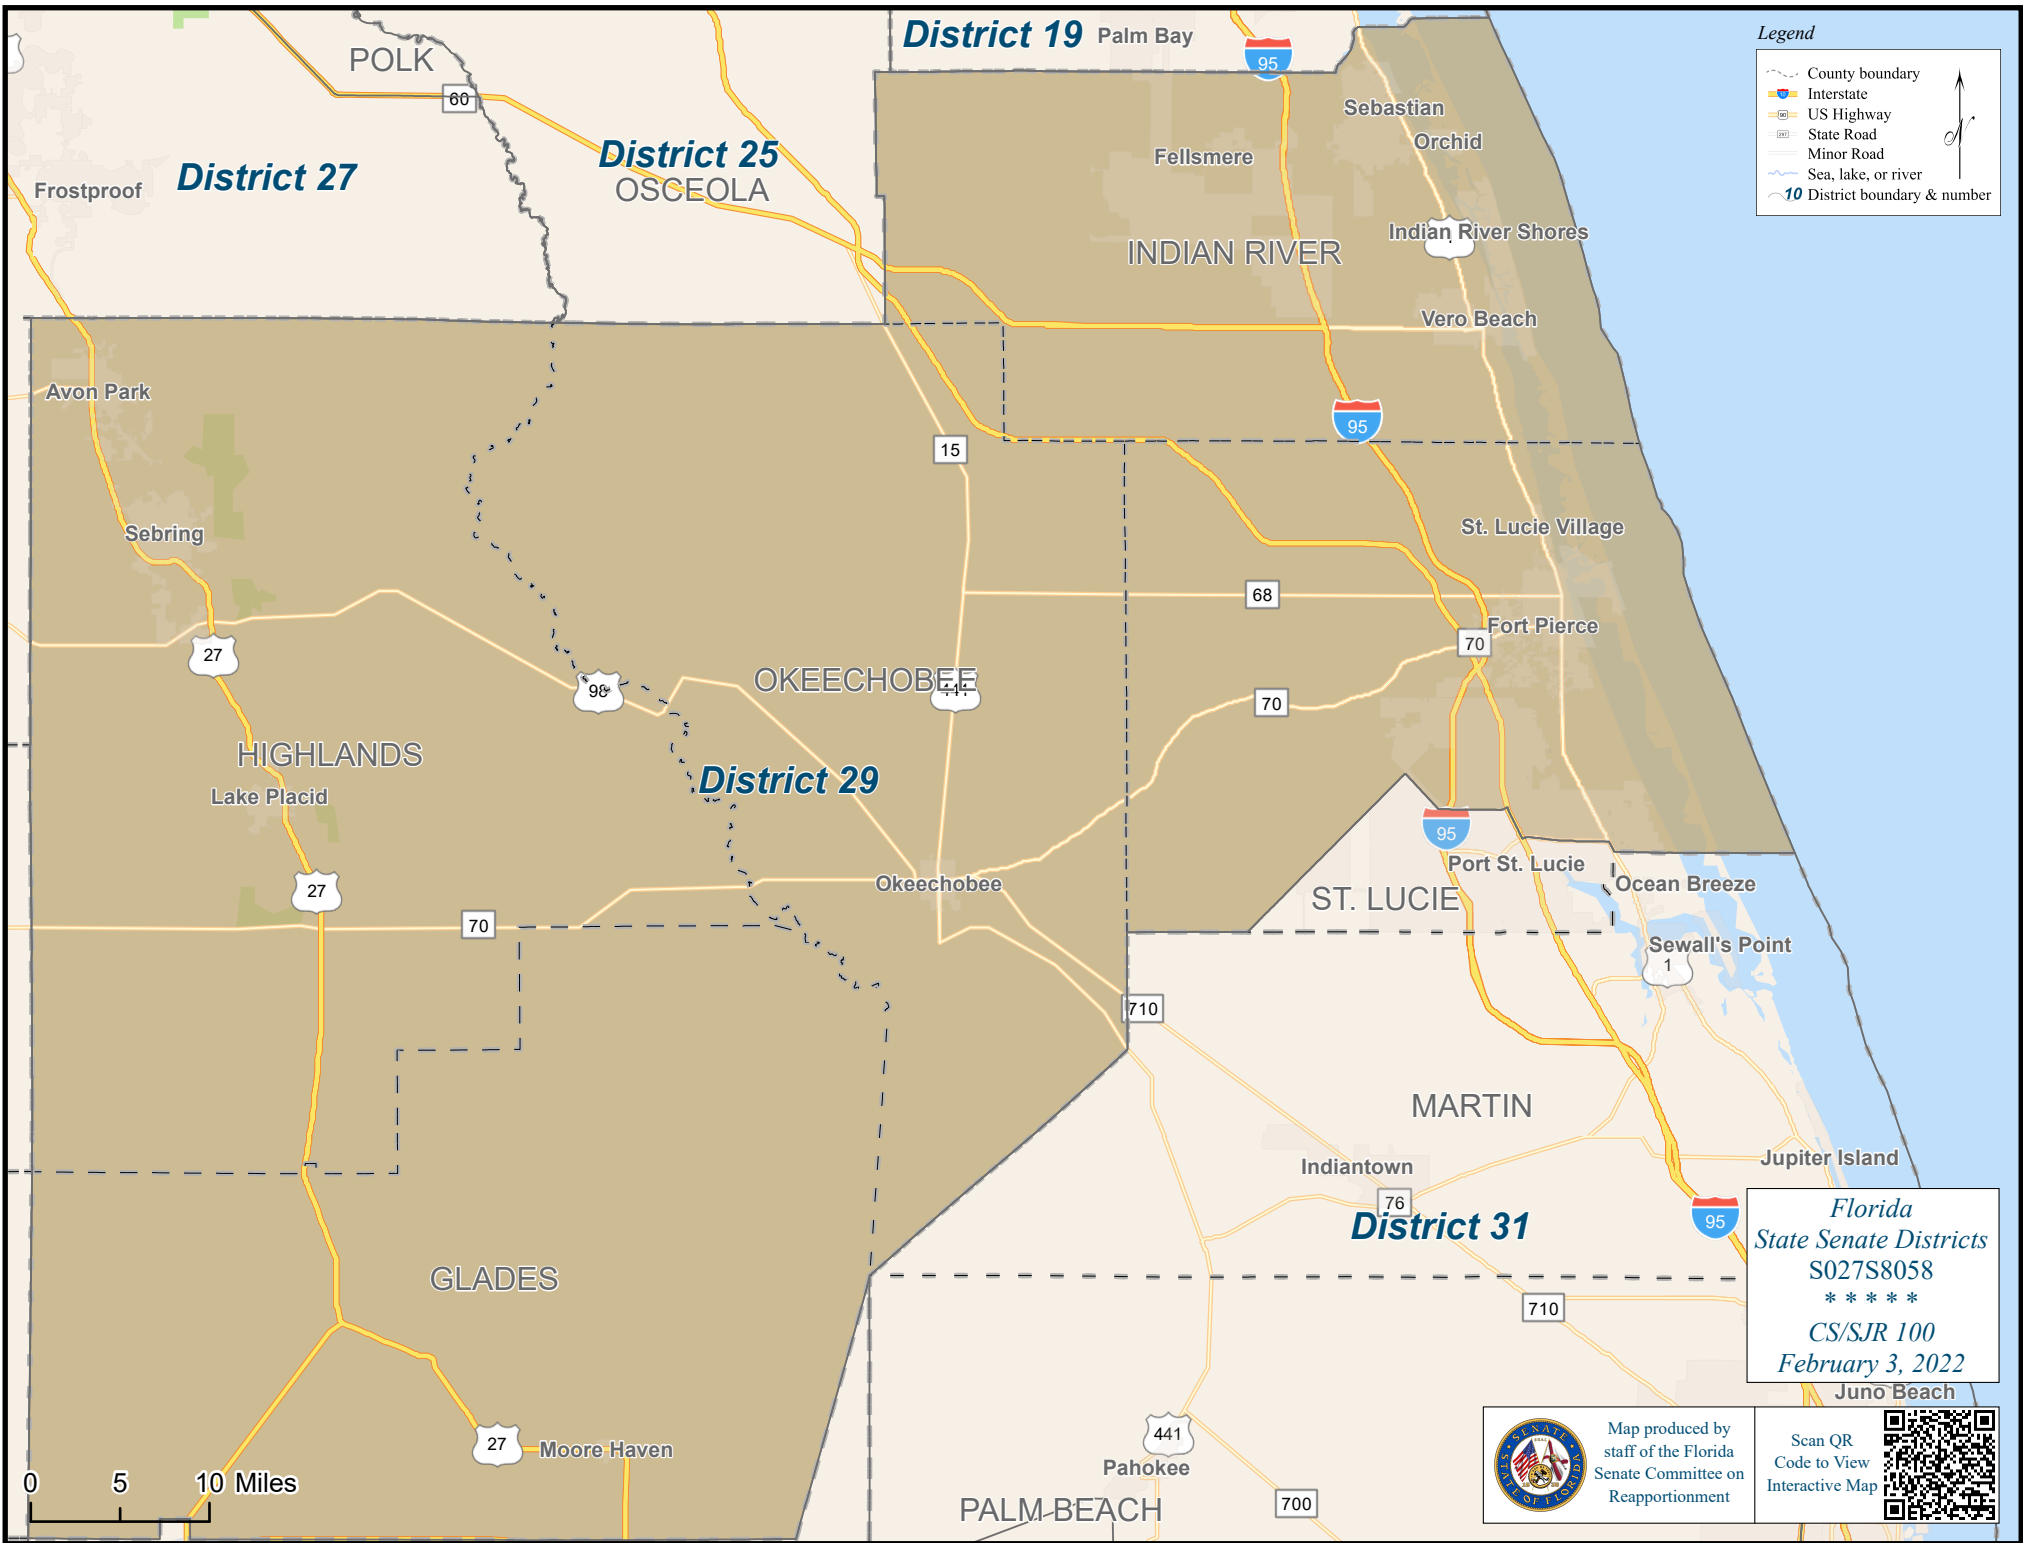 District 19
Palm Bay
95
POLK
60
District 25
OSCEOLA
District 27
Frostproof
Sebastian
Orchid
Fellsmere
Indian River Shores
INDIAN RIVER
Vero Beach
Legend
County boundary
Interstate
US Highway
State Road
Minor Road
Sea, lake, or river
10 District boundary & number
N
Avon Park
95
15
Sebring
St. Lucie Village
68
Fort Pierce
70
27
98
OKEECHOBEE
441
70
HIGHLANDS
District 29
Lake Placid
95
Port St. Lucie
27
Okeechobee
ST. LUCIE
Ocean Breeze
70
Sewall's Point
1
710
MARTIN
Indiantown
Jupiter Island
76
District 31
95
GLADES
710
Florida
State Senate Districts
S027S8058
* * * * *
CS/SJR 100
February 3, 2022
Juno Beach
27
Moore Haven
441
Pahokee
PALM BEACH
700
0 5 10 Miles
SENATE
STATE OF FLORIDA
Map produced by
staff of the Florida
Senate Committee on
Reapportionment
Scan QR
Code to View
Interactive Map